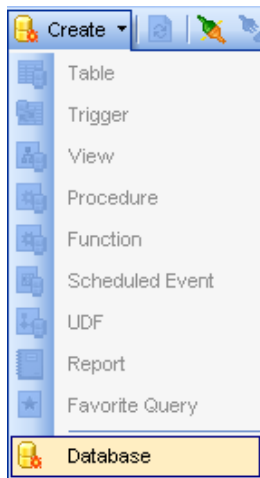 Create
Table
Trigger
View
Procedure
Function
Scheduled Event
UDF
Report
Favorite Query
Database